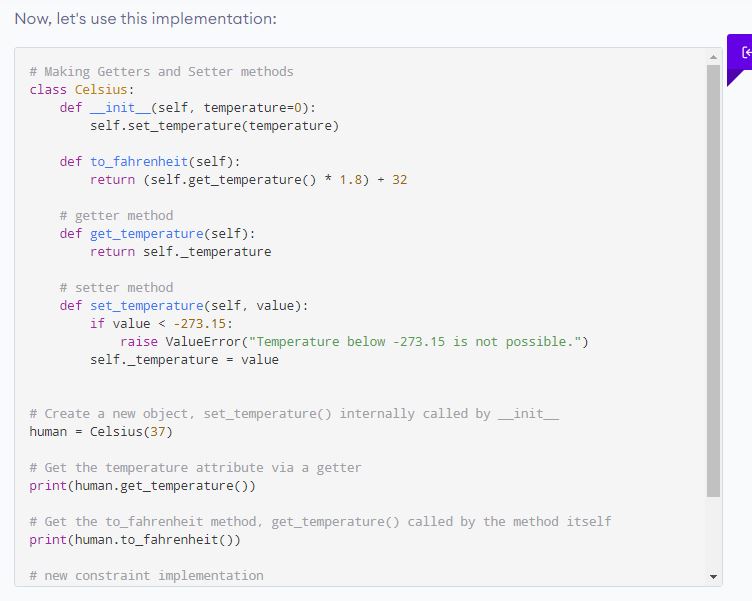 Now, let's use this implementation:
# Making Getters and Setter methods
class Celsius:
    def __init__(self, temperature=0):
        self.set_temperature(temperature)
    def to_fahrenheit(self):
        return (self.get_temperature() * 1.8) + 32
    # getter method
    def get_temperature(self):
        return self._temperature
    # setter method
    def set_temperature(self, value):
        if value < -273.15:
            raise ValueError("Temperature below -273.15 is not possible.")
        self._temperature = value
# Create a new object, set_temperature() internally called by __init__
human = Celsius(37)
# Get the temperature attribute via a getter
print(human.get_temperature())
# Get the to_fahrenheit method, get_temperature() called by the method itself
print(human.to_fahrenheit())
# new constraint implementation